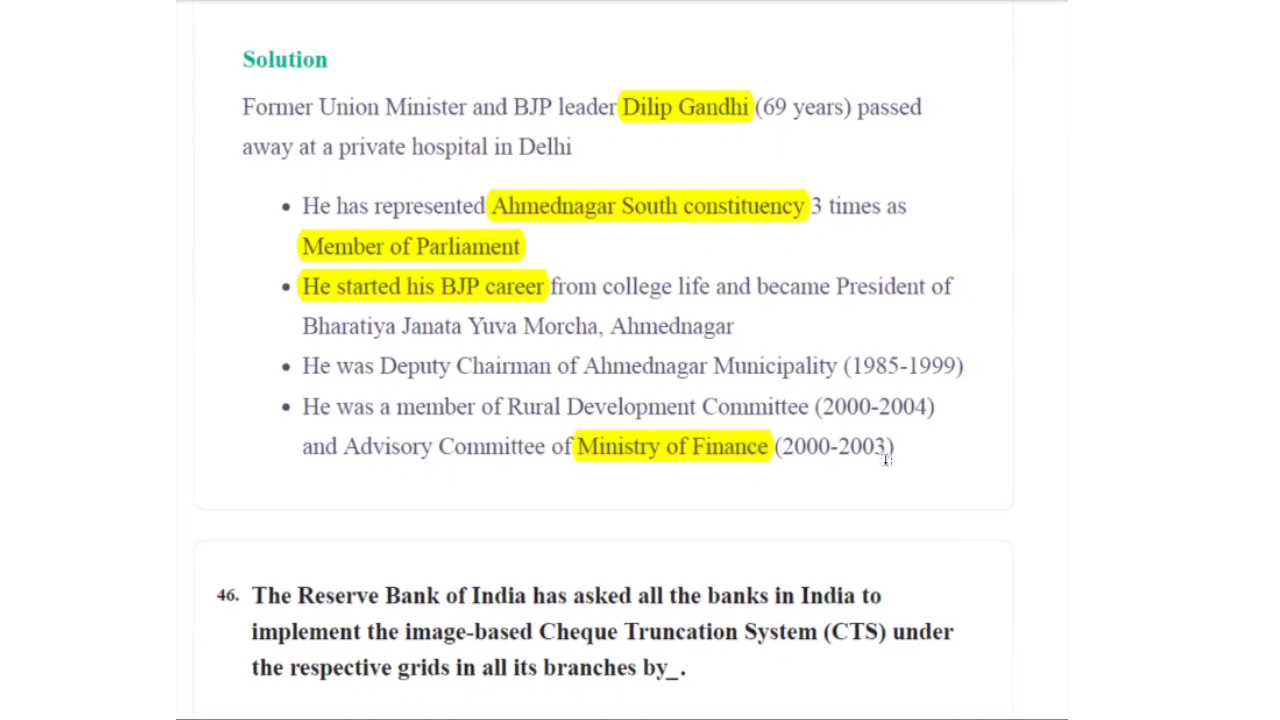 Solution
Former Union Minister and BJP leader Dilip Gandhi (69 years) passed
away at a private hospital in Delhi
• He has represented Ahmednagar South constituency 3 times as
Member of Parliament
• He started his BJP career from college life and became President of
Bharatiya Janata Yuva Morcha, Ahmednagar
• He was Deputy Chairman of Ahmednagar Municipality (1985-1999)
• He was a member of Rural Development Committee (2000-2004)
and Advisory Committee of Ministry of Finance (2000-2003)
46. The Reserve Bank of India has asked all the banks in India to
implement the image-based Cheque Truncation System (CTS) under
the respective grids in all its branches by_.